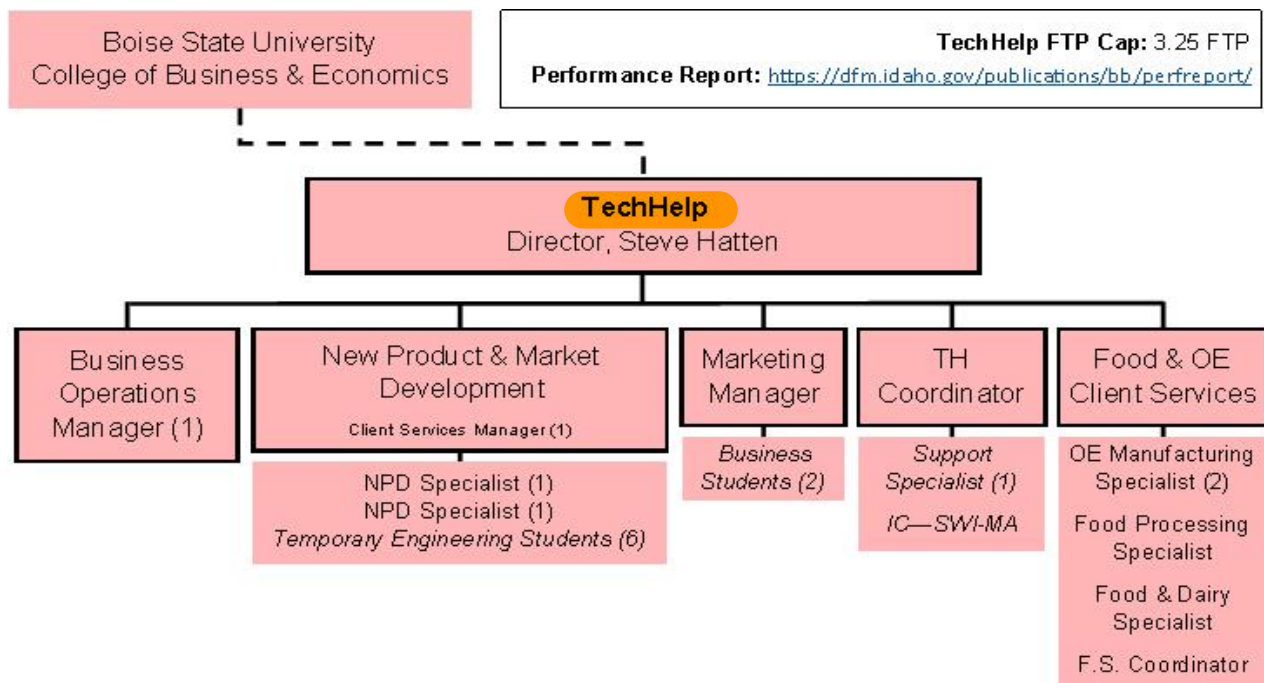 Boise State University
College of Business & Economics
TechHelp FTP Cap: 3.25 FTP
Performance Report: https://dfm.idaho.gov/publications/bb/perfreport/
TechHelp
Director, Steve Hatten
Business
Operations
Manager (1)
New Product & Market
Development
Client Services Manager (1)
NPD Specialist (1)
NPD Specialist (1)
Temporary Engineering Students (6)
Marketing
Manager
Business
Students (2)
TH
Coordinator
Support
Specialist (1)
IC—SWI-MA
Food & OE
Client Services
OE Manufacturing
Specialist (2)
Food Processing
Specialist
Food & Dairy
Specialist
F.S. Coordinator